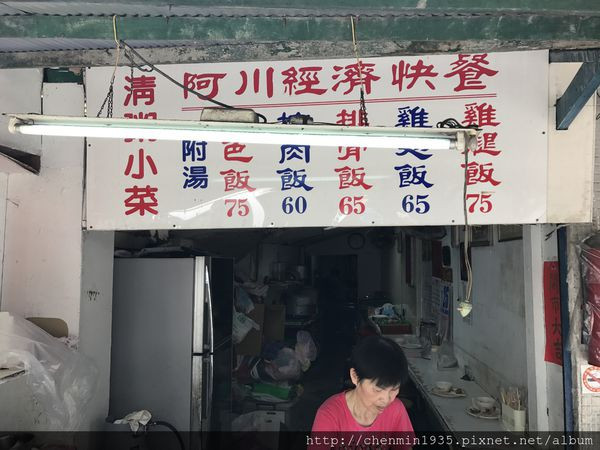 阿川經濟快餐
清粥小菜
附湯
色飯 75
肉飯 60
排骨飯 65
雞飯 65
雞腿飯 75
http://chenmin1935.pixnet.net/album